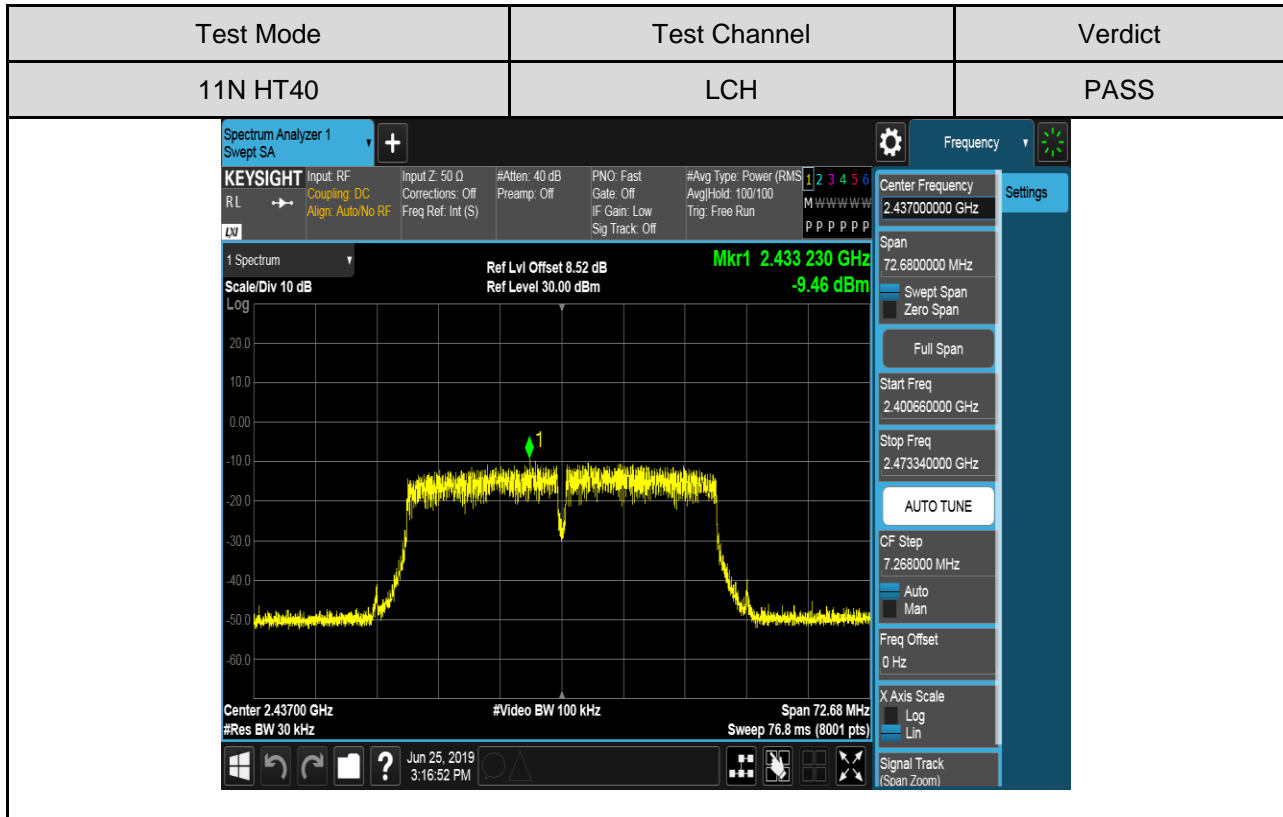 Test Mode Test Channel Verdict
11N HT40 LCH PASS
Spectrum Analyzer 1
Swept SA
+
Frequency
KEYSIGHT
RL
LXI
Input: RF
Coupling: DC
Align: Auto/No RF
Input Z: 50 Ω
Corrections: Off
Freq Ref: Int (S)
#Atten: 40 dB
Preamp: Off
PNO: Fast
Gate: Off
IF Gain: Low
Sig Track: Off
#Avg Type: Power (RMS
Avg|Hold: 100/100
Trig: Free Run
1 2 3 4 5 6
M W W W W W
P P P P P P
1 Spectrum
Scale/Div 10 dB
Ref Lvl Offset 8.52 dB
Ref Level 30.00 dBm
Mkr1 2.433 230 GHz
-9.46 dBm
Log
20.0
10.0
0.00
-10.0
-20.0
-30.0
-40.0
-50.0
-60.0
1
Center 2.43700 GHz
#Res BW 30 kHz
#Video BW 100 kHz
Span 72.68 MHz
Sweep 76.8 ms (8001 pts)
?
Jun 25, 2019
3:16:52 PM
Center Frequency
2.437000000 GHz
Settings
Span
72.6800000 MHz
Swept Span
Zero Span
Full Span
Start Freq
2.400660000 GHz
Stop Freq
2.473340000 GHz
AUTO TUNE
CF Step
7.268000 MHz
Auto
Man
Freq Offset
0 Hz
X Axis Scale
Log
Lin
Signal Track
(Span Zoom)